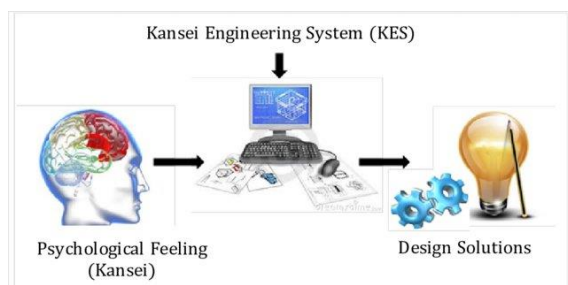 Kansei Engineering System (KES)
Psychological Feeling
(Kansei)
Design Solutions